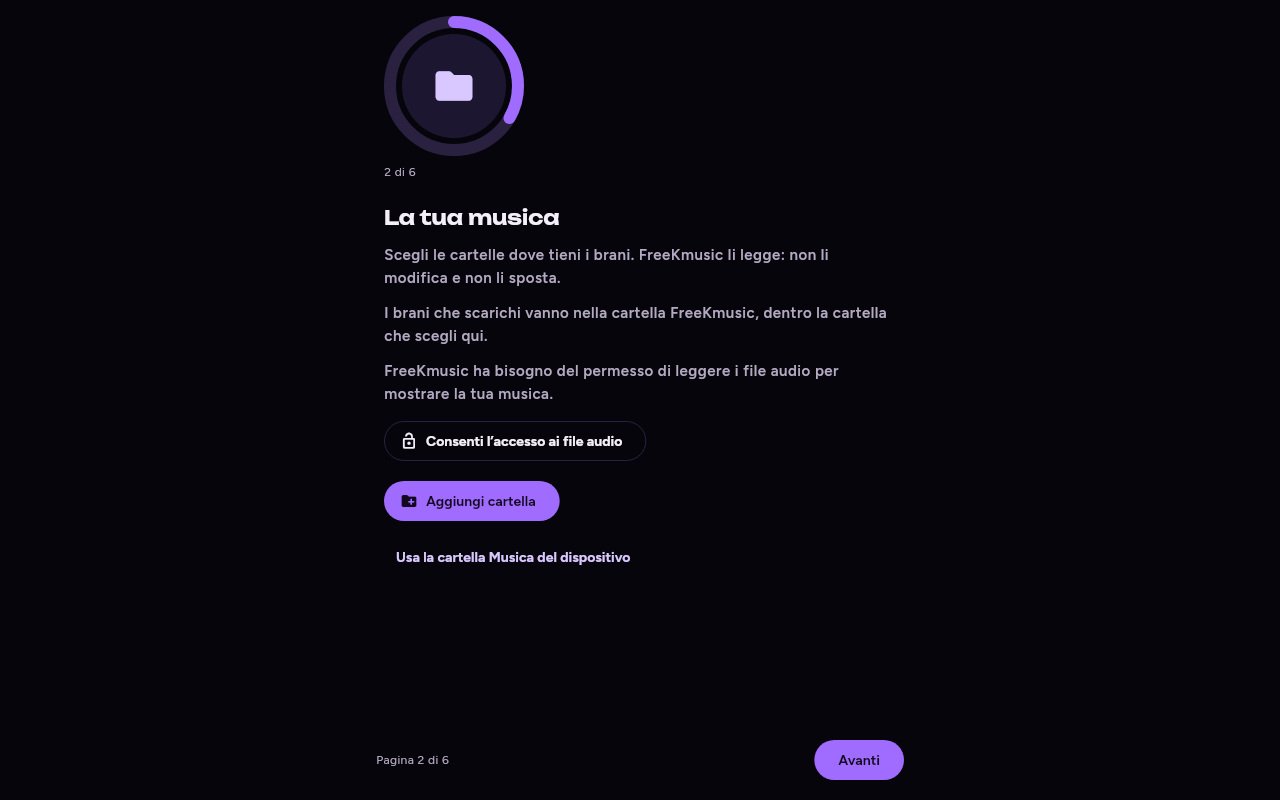 2 di 6
La tua musica
Scegli le cartelle dove tieni i brani. FreeKmusic li legge: non li
modifica e non li sposta.
I brani che scarichi vanno nella cartella FreeKmusic, dentro la cartella
che scegli qui.
FreeKmusic ha bisogno del permesso di leggere i file audio per
mostrare la tua musica.
Consenti l’accesso ai file audio
Aggiungi cartella
Usa la cartella Musica del dispositivo
Pagina 2 di 6
Avanti